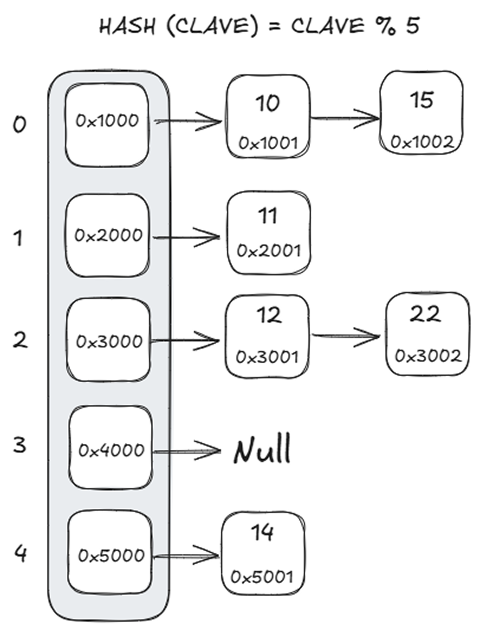 HASH (CLAVE) = CLAVE % 5
0
0x1000
10
0x1001
15
0x1002
1
0x2000
11
0x2001
2
0x3000
12
0x3001
22
0x3002
3
0x4000
Null
4
0x5000
14
0x5001